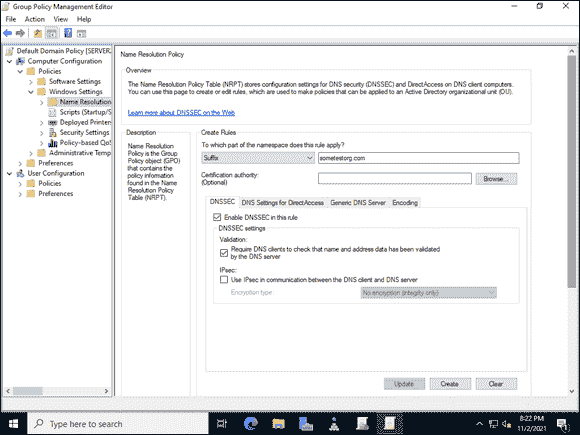 Group Policy Management Editor
File Action View Help
Default Domain Policy [SERVER.
Computer Configuration
Policies
Software Settings
Windows Settings
Name Resolution
Scripts (Startup/S
Deployed Printers
Security Settings
Policy-based QoS
Administrative Temp
Preferences
User Configuration
Policies
Preferences
Name Resolution Policy
Overview
The Name Resolution Policy Table (NRPT) stores configuration settings for DNS security (DNSSEC) and DirectAccess on DNS client computers.
You can use this page to create or edit rules, which are used to make policies that can be applied to an Active Directory organizational unit (OU).
Learn more about DNSSEC on the Web
Description
Name Resolution
Policy is the Group
Policy object (GPO)
that contains the
policy information
found in the Name
Resolution Policy
Table (NRPT).
Create Rules
To which part of the namespace does this rule apply?
Suffix sometestorg.com
Certification authority:
(Optional)
Browse...
DNSSEC DNS Settings for DirectAccess Generic DNS Server Encoding
Enable DNSSEC in this rule
DNSSEC settings
Validation:
Require DNS clients to check that name and address data has been validated
by the DNS server
IPsec:
Use IPsec in communication between the DNS client and DNS server
Encryption type: No encryption (integrity only)
Update Create Clear
Type here to search
8:22 PM
11/2/2021